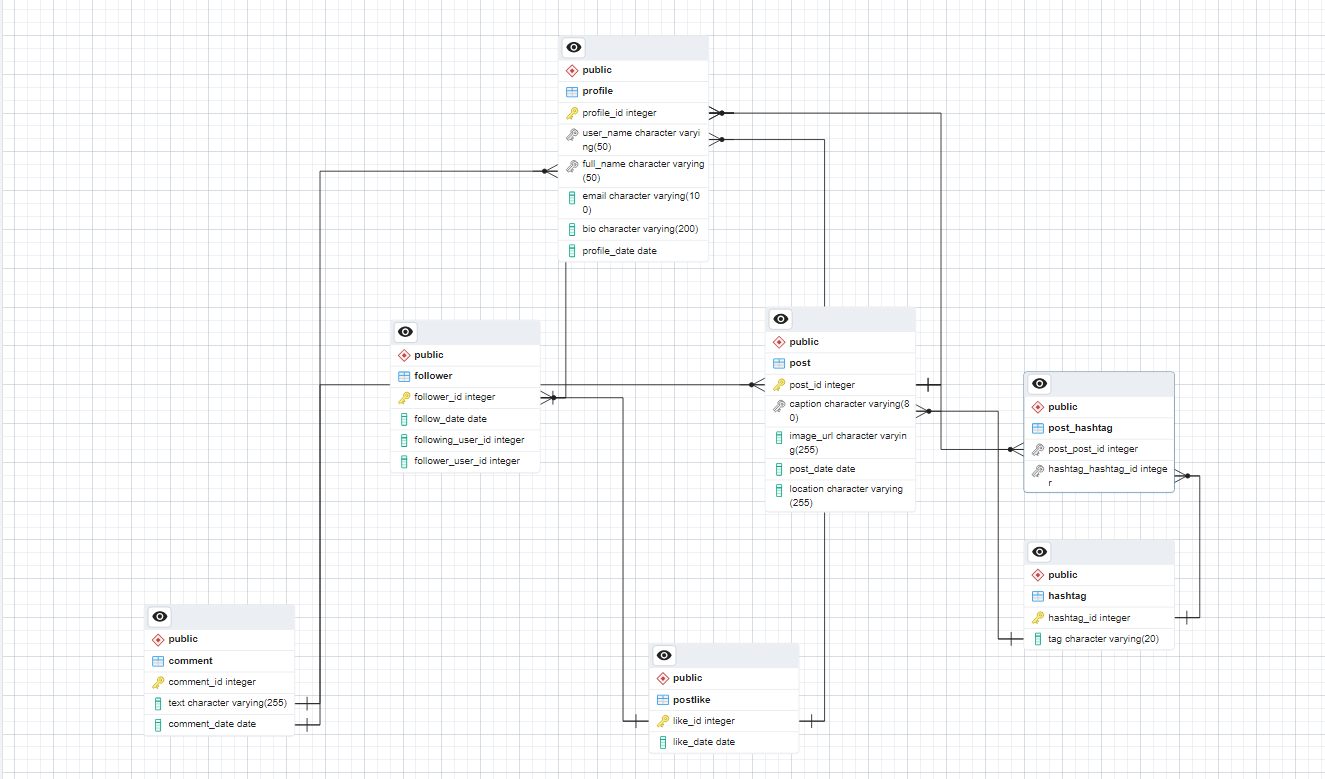 public
profile
profile_id integer
user_name character varyi
ng(50)
full_name character varying
(50)
email character varying(10
0)
bio character varying(200)
profile_date date
public
follower
follower_id integer
follow_date date
following_user_id integer
follower_user_id integer
public
post
post_id integer
caption character varying(8
0)
image_url character varyin
g(255)
post_date date
location character varying
(255)
public
post_hashtag
post_post_id integer
hashtag_hashtag_id intege
r
public
hashtag
hashtag_id integer
tag character varying(20)
public
comment
comment_id integer
text character varying(255)
comment_date date
public
postlike
like_id integer
like_date date